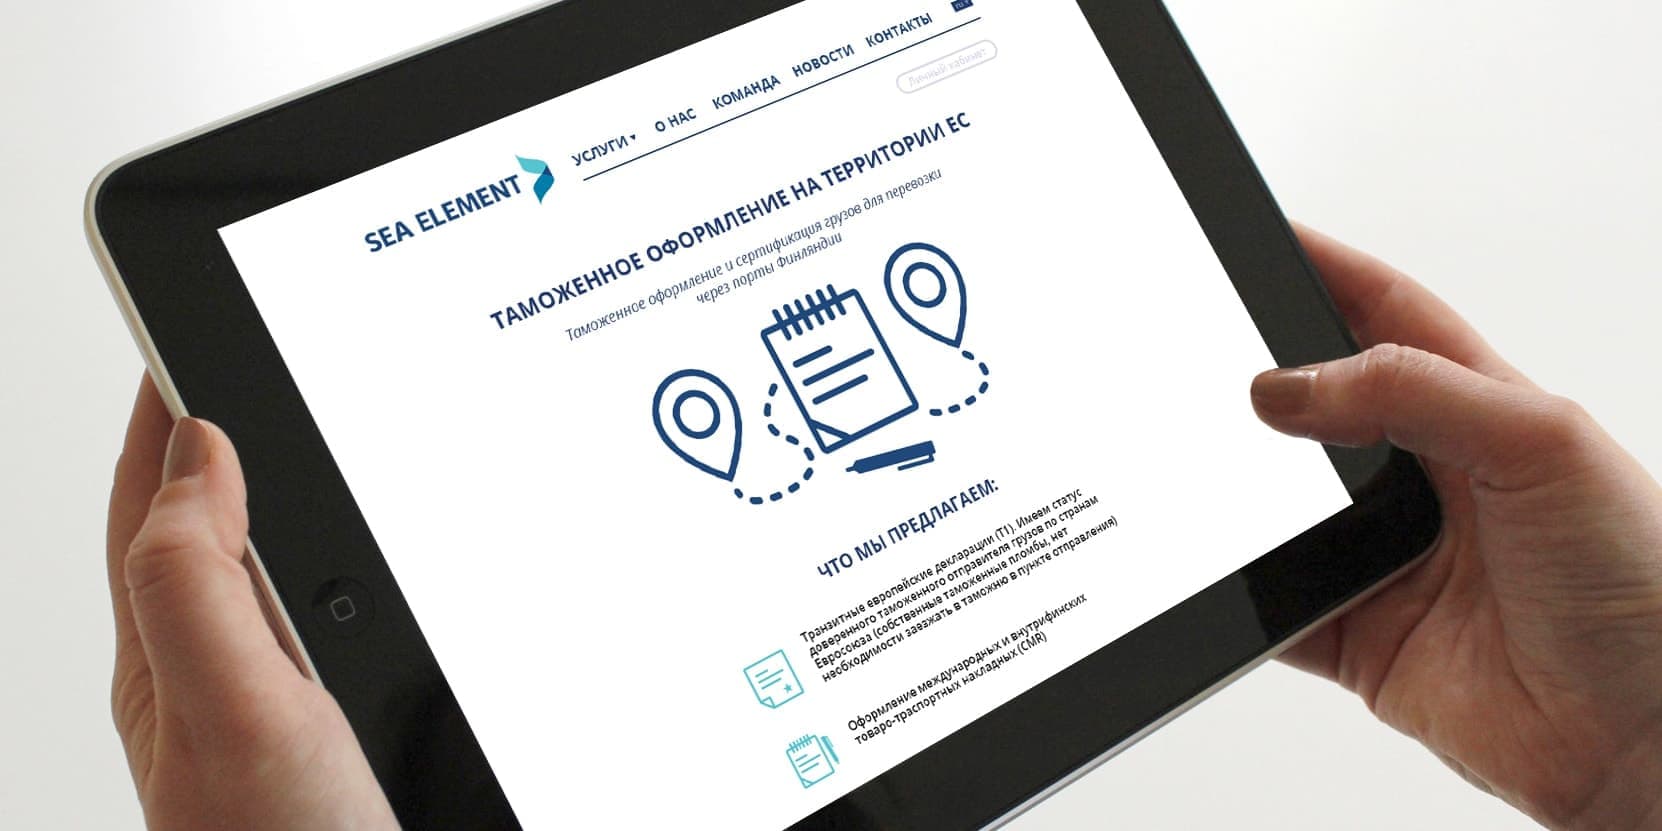 SEA ELEMENT
УСЛУГИ ▾ О НАС КОМАНДА НОВОСТИ КОНТАКТЫ
Личный кабинет
ТАМОЖЕННОЕ ОФОРМЛЕНИЕ НА ТЕРРИТОРИИ ЕС
Таможенное оформление и сертификация грузов для перевозки
через порты Финляндии
ЧТО МЫ ПРЕДЛАГАЕМ:
Транзитные европейские декларации (Т1). Имеем статус
доверенного таможенного отправителя грузов по странам
Евросоюза (собственные таможенные пломбы, нет
необходимости заезжать в таможню в пункте отправления)
Оформление международных и внутрифинских
товаро-траспортных накладных (CMR)